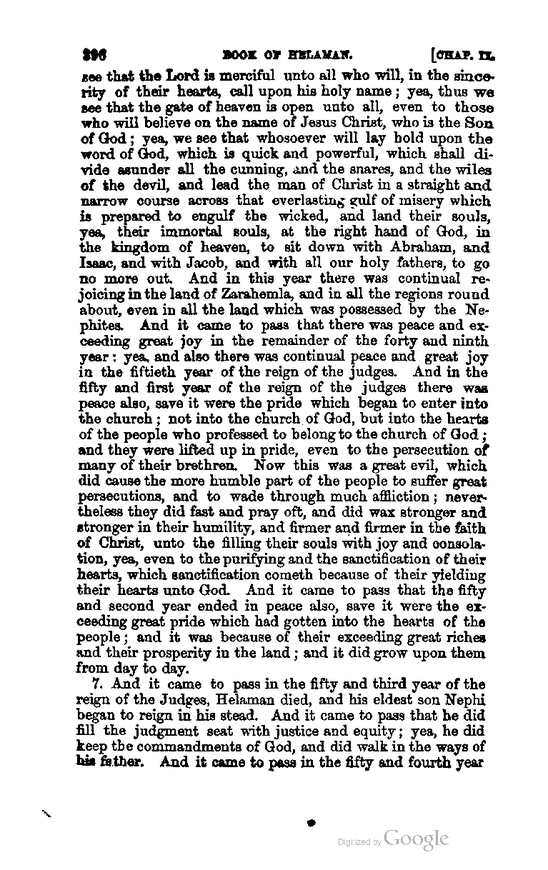 396 BOOK OF HELAMAN. [CHAP. II.
see that the Lord is merciful unto all who will, in the since-
rity of their hearts, call upon his holy name; yea, thus we
see that the gate of heaven is open unto all, even to those
who will believe on the name of Jesus Christ, who is the Son
of God; yea, we see that whosoever will lay hold upon the
word of God, which is quick and powerful, which shall di-
vide asunder all the cunning, and the snares, and the wiles
of the devil, and lead the man of Christ in a straight and
narrow course across that everlasting gulf of misery which
is prepared to engulf the wicked, and land their souls,
yea, their immortal souls, at the right hand of God, in
the kingdom of heaven, to sit down with Abraham, and
Isaac, and with Jacob, and with all our holy fathers, to go
no more out. And in this year there was continual re-
joicing in the land of Zarahemla, and in all the regions round
about, even in all the land which was possessed by the Ne-
phites. And it came to pass that there was peace and ex-
ceeding great joy in the remainder of the forty and ninth
year: yea, and also there was continual peace and great joy
in the fiftieth year of the reign of the judges. And in the
fifty and first year of the reign of the judges there was
peace also, save it were the pride which began to enter into
the church; not into the church of God, but into the hearts
of the people who professed to belong to the church of God;
and they were lifted up in pride, even to the persecution of
many of their brethren. Now this was a great evil, which
did cause the more humble part of the people to suffer great
persecutions, and to wade through much affliction; never-
theless they did fast and pray oft, and did wax stronger and
stronger in their humility, and firmer and firmer in the faith
of Christ, unto the filling their souls with joy and consola-
tion, yea, even to the purifying and the sanctification of their
hearts, which sanctification cometh because of their yielding
their hearts unto God. And it came to pass that the fifty
and second year ended in peace also, save it were the ex-
ceeding great pride which had gotten into the hearts of the
people; and it was because of their exceeding great riches
and their prosperity in the land; and it did grow upon them
from day to day.
7. And it came to pass in the fifty and third year of the
reign of the Judges, Helaman died, and his eldest son Nephi
began to reign in his stead. And it came to pass that he did
fill the judgment seat with justice and equity; yea, he did
keep the commandments of God, and did walk in the ways of
his father. And it came to pass in the fifty and fourth year
Digitized by Google